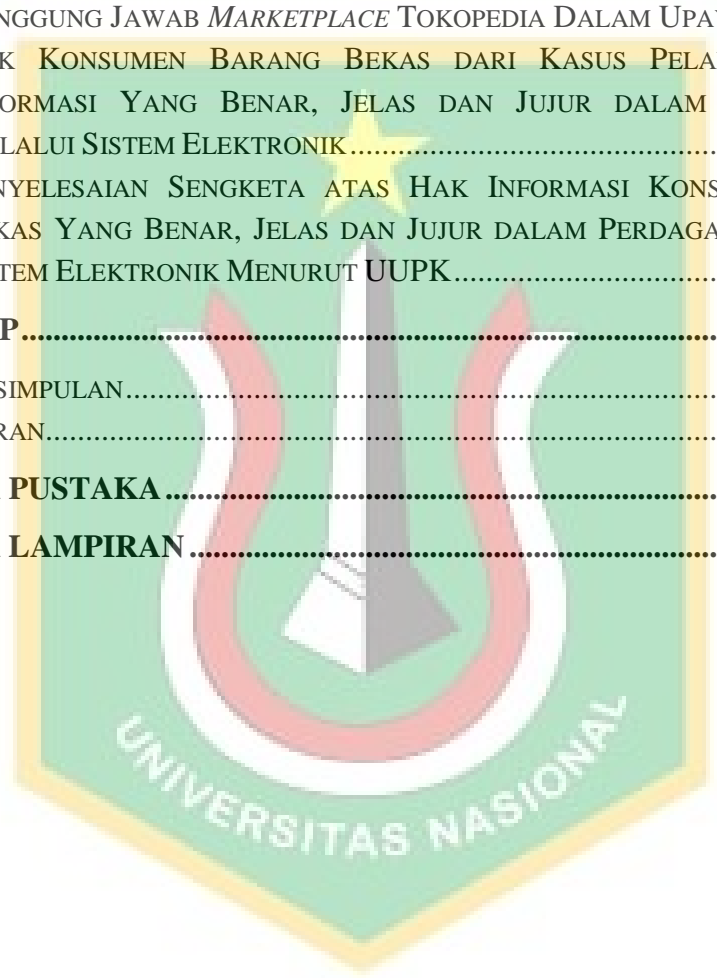 NGGUNG JAWAB MARKETPLACE TOKOPEDIA DALAM UPAY
K KONSUMEN BARANG BEKAS DARI KASUS PELA
ORMASI YANG BENAR, JELAS DAN JUJUR DALAM
LALUI SISTEM ELEKTRONIK
NYELESAIAN SENGKETA ATAS HAK INFORMASI KONS
KAS YANG BENAR, JELAS DAN JUJUR DALAM PERDAGA
TEM ELEKTRONIK MENURUT UUPK
P
SIMPULAN
RAN
PUSTAKA
LAMPIRAN
UNIVERSITAS NASIONAL